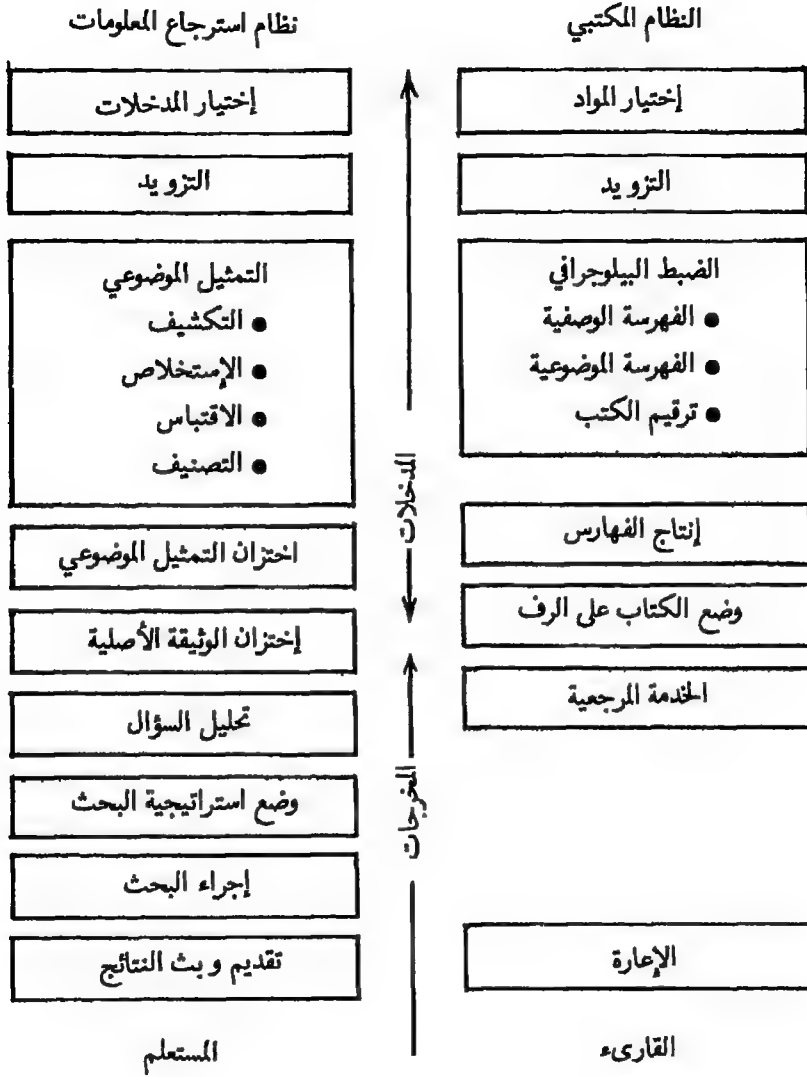 النظام المكتبي
إختيار المواد
التزويد
الضبط البيلوجرافي
● الفهرسة الوصفية
● الفهرسة الموضوعية
● ترقيم الكتب
إنتاج الفهارس
وضع الكتاب على الرف
الخدمة المرجعية
الإعارة
القارىء
المدخلات
المخرجات
نظام استرجاع المعلومات
إختيار المدخلات
التزويد
التمثيل الموضوعي
● التكشيف
● الإستخلاص
● الاقتباس
● التصنيف
اختزان التمثيل الموضوعي
إختزان الوثيقة الأصلية
تحليل السؤال
وضع استراتيجية البحث
إجراء البحث
تقديم و بث النتائج
المستعلم